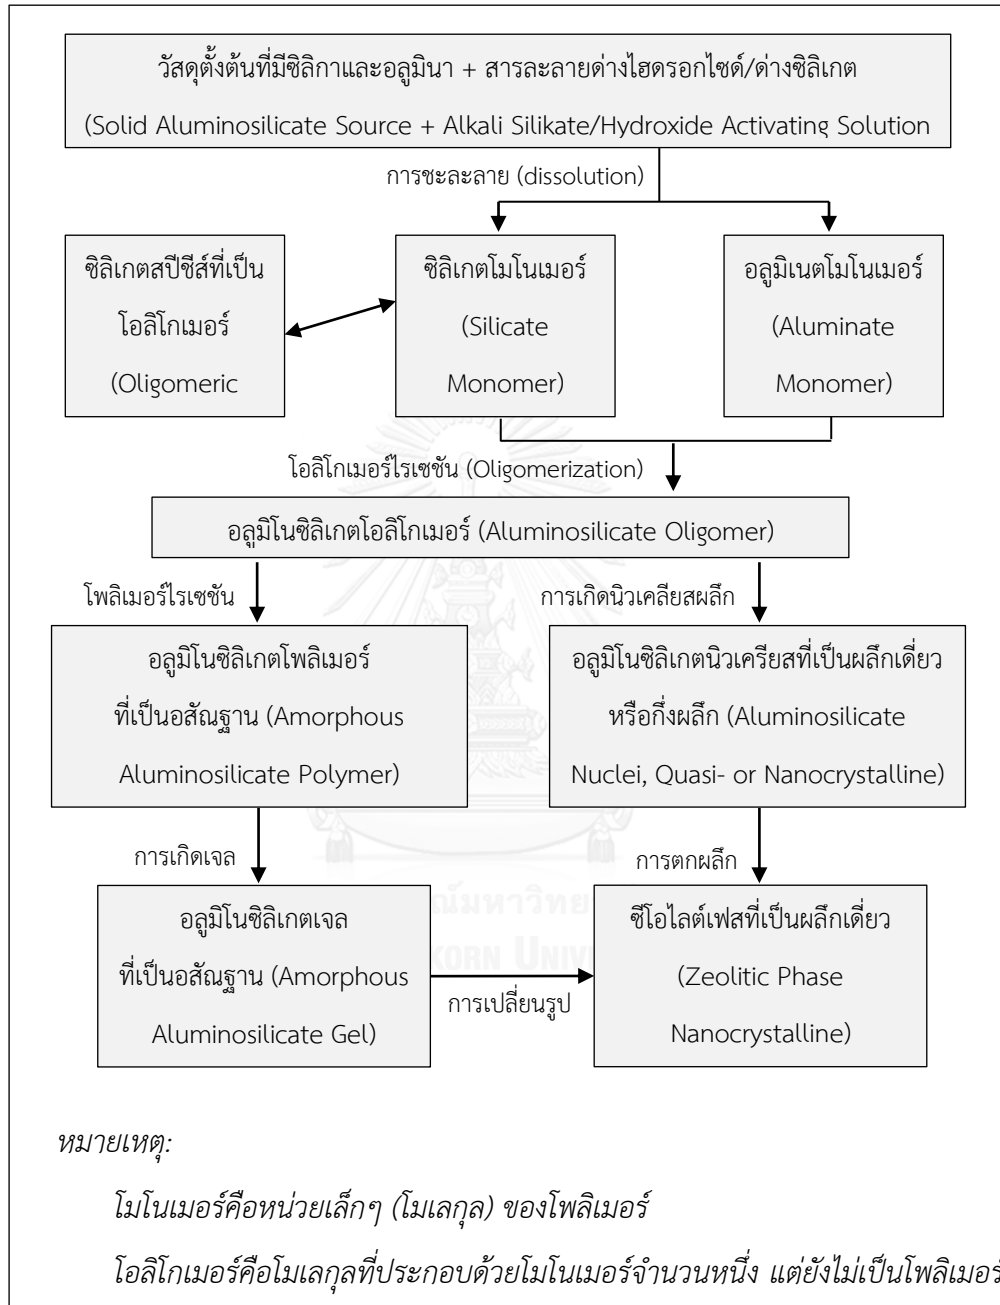 วัสดุตั้งต้นที่มีซิลิกาและอลูมินา + สารละลายด่างไฮดรอกไซด์/ด่างซิลิเกต
(Solid Aluminosilicate Source + Alkali Silikate/Hydroxide Activating Solution
การชะละลาย (dissolution)
ซิลิเกตสปีชีส์ที่เป็น
โอลิโกเมอร์
(Oligomeric
ซิลิเกตโมโนเมอร์
(Silicate
Monomer)
อลูมิเนตโมโนเมอร์
(Aluminate
Monomer)
โอลิโกเมอร์ไรเซชัน (Oligomerization)
อลูมิโนซิลิเกตโอลิโกเมอร์ (Aluminosilicate Oligomer)
โพลิเมอร์ไรเซชัน
การเกิดนิวเคลียสผลึก
อลูมิโนซิลิเกตโพลิเมอร์
ที่เป็นอสัณฐาน (Amorphous
Aluminosilicate Polymer)
อลูมิโนซิลิเกตนิวเครียสที่เป็นผลึกเดี่ยว
หรือกึ่งผลึก (Aluminosilicate
Nuclei, Quasi- or Nanocrystalline)
การเกิดเจล
การตกผลึก
อลูมิโนซิลิเกตเจล
ที่เป็นอสัณฐาน (Amorphous
Aluminosilicate Gel)
การเปลี่ยนรูป
ซีโอไลต์เฟสที่เป็นผลึกเดี่ยว
(Zeolitic Phase
Nanocrystalline)
หมายเหตุ:
โมโนเมอร์คือหน่วยเล็กๆ (โมเลกุล) ของโพลิเมอร์
โอลิโกเมอร์คือโมเลกุลที่ประกอบด้วยโมโนเมอร์จำนวนหนึ่ง แต่ยังไม่เป็นโพลิเมอร์